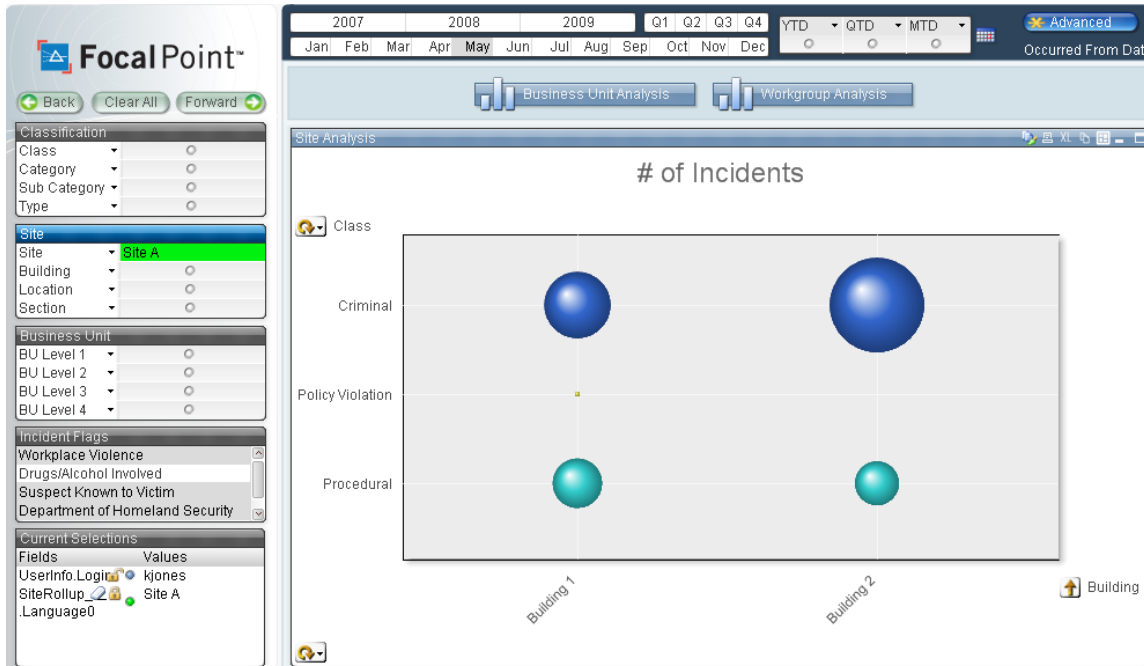 Focal Point™
Back Clear All Forward
2007 2008 2009 Q1 Q2 Q3 Q4
Jan Feb Mar Apr May Jun Jul Aug Sep Oct Nov Dec
YTD QTD MTD
Advanced
Occurred From Dat
Business Unit Analysis Workgroup Analysis
Classification
Class
Category
Sub Category
Type
Site
Site Site A
Building
Location
Section
Business Unit
BU Level 1
BU Level 2
BU Level 3
BU Level 4
Incident Flags
Workplace Violence
Drugs/Alcohol Involved
Suspect Known to Victim
Department of Homeland Security
Current Selections
Fields Values
UserInfo.Login kjones
SiteRollup_ Site A
.Language0
Site Analysis XL
# of Incidents
Class
Criminal
Policy Violation
Procedural
Building 1
Building 2
Building